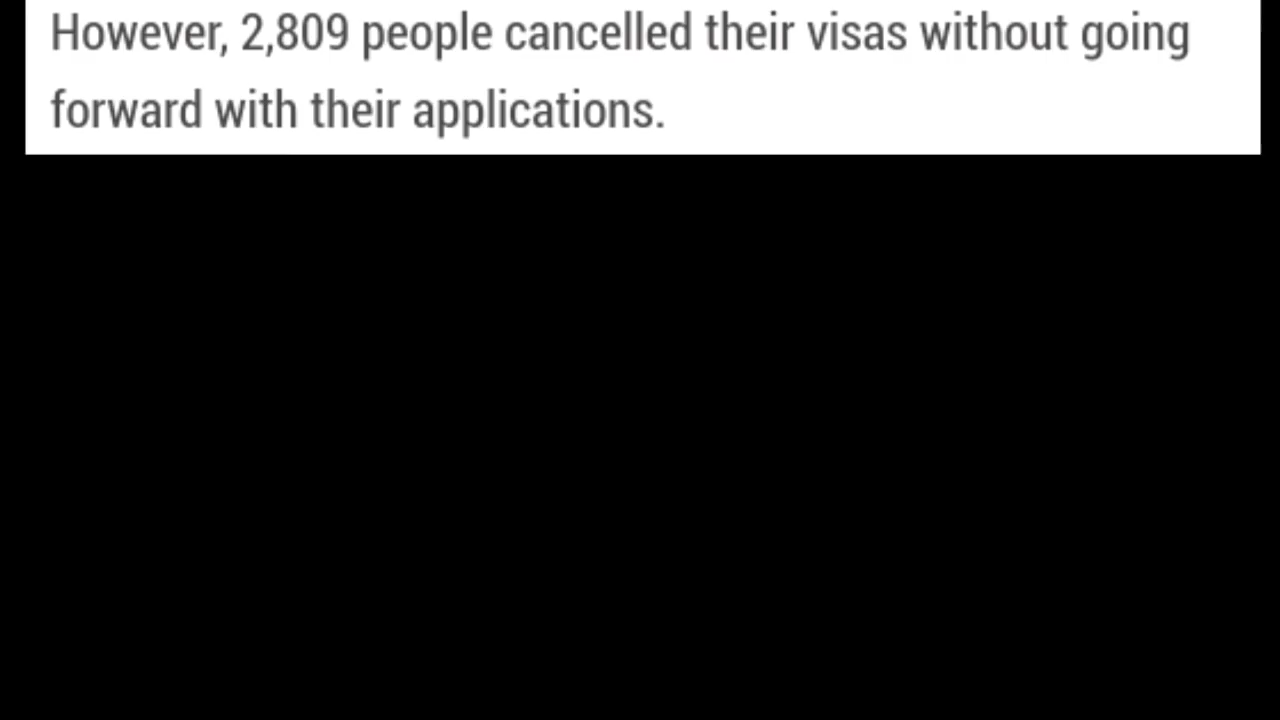 However, 2,809 people cancelled their visas without going
forward with their applications.